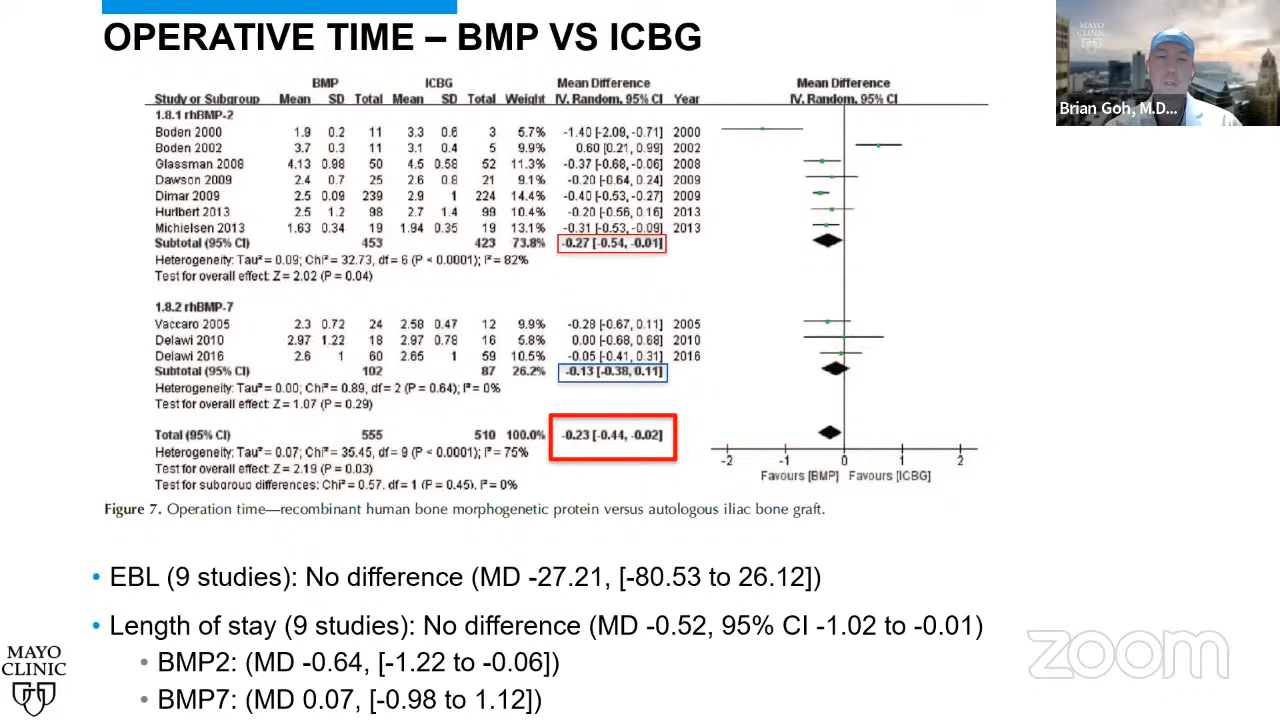 OPERATIVE TIME – BMP VS ICBG
MAYO CLINIC
Brian Goh, M.D...
BMP ICBG Mean Difference Mean Difference
Study or Subgroup Mean SD Total Mean SD Total Weight IV, Random, 95% CI Year IV, Random, 95% CI
1.8.1 rhBMP-2
Boden 2000 1.9 0.2 11 3.3 0.6 3 5.7% -1.40 [-2.09, -0.71] 2000
Boden 2002 3.7 0.3 11 3.1 0.4 5 9.9% 0.60 [0.21, 0.99] 2002
Glassman 2008 4.13 0.98 50 4.5 0.58 52 11.3% -0.37 [-0.68, -0.06] 2008
Dawson 2009 2.4 0.7 25 2.6 0.8 21 9.1% -0.20 [-0.64, 0.24] 2009
Dimar 2009 2.5 0.09 239 2.9 1 224 14.4% -0.40 [-0.53, -0.27] 2009
Hurlbert 2013 2.5 1.2 98 2.7 1.4 99 10.4% -0.20 [-0.56, 0.16] 2013
Michielsen 2013 1.63 0.34 19 1.94 0.35 19 13.1% -0.31 [-0.53, -0.09] 2013
Subtotal (95% CI) 453 423 73.8% -0.27 [-0.54, -0.01]
Heterogeneity: Tau² = 0.09; Chi² = 32.73, df = 6 (P < 0.0001); I² = 82%
Test for overall effect: Z = 2.02 (P = 0.04)
1.8.2 rhBMP-7
Vaccaro 2005 2.3 0.72 24 2.58 0.47 12 9.9% -0.28 [-0.67, 0.11] 2005
Delawi 2010 2.97 1.22 18 2.97 0.78 16 5.8% 0.00 [-0.68, 0.68] 2010
Delawi 2016 2.6 1 60 2.65 1 59 10.5% -0.05 [-0.41, 0.31] 2016
Subtotal (95% CI) 102 87 26.2% -0.13 [-0.38, 0.11]
Heterogeneity: Tau² = 0.00; Chi² = 0.89, df = 2 (P = 0.64); I² = 0%
Test for overall effect: Z = 1.07 (P = 0.29)
Total (95% CI) 555 510 100.0% -0.23 [-0.44, -0.02]
Heterogeneity: Tau² = 0.07; Chi² = 35.45, df = 9 (P < 0.0001); I² = 75%
Test for overall effect: Z = 2.19 (P = 0.03)
Test for subgroup differences: Chi² = 0.57, df = 1 (P = 0.45), I² = 0%
-2 -1 0 1 2
Favours [BMP] Favours [ICBG]
Figure 7. Operation time—recombinant human bone morphogenetic protein versus autologous iliac bone graft.
• EBL (9 studies): No difference (MD -27.21, [-80.53 to 26.12])
• Length of stay (9 studies): No difference (MD -0.52, 95% CI -1.02 to -0.01)
• BMP2: (MD -0.64, [-1.22 to -0.06])
• BMP7: (MD 0.07, [-0.98 to 1.12])
MAYO
CLINIC
zoom